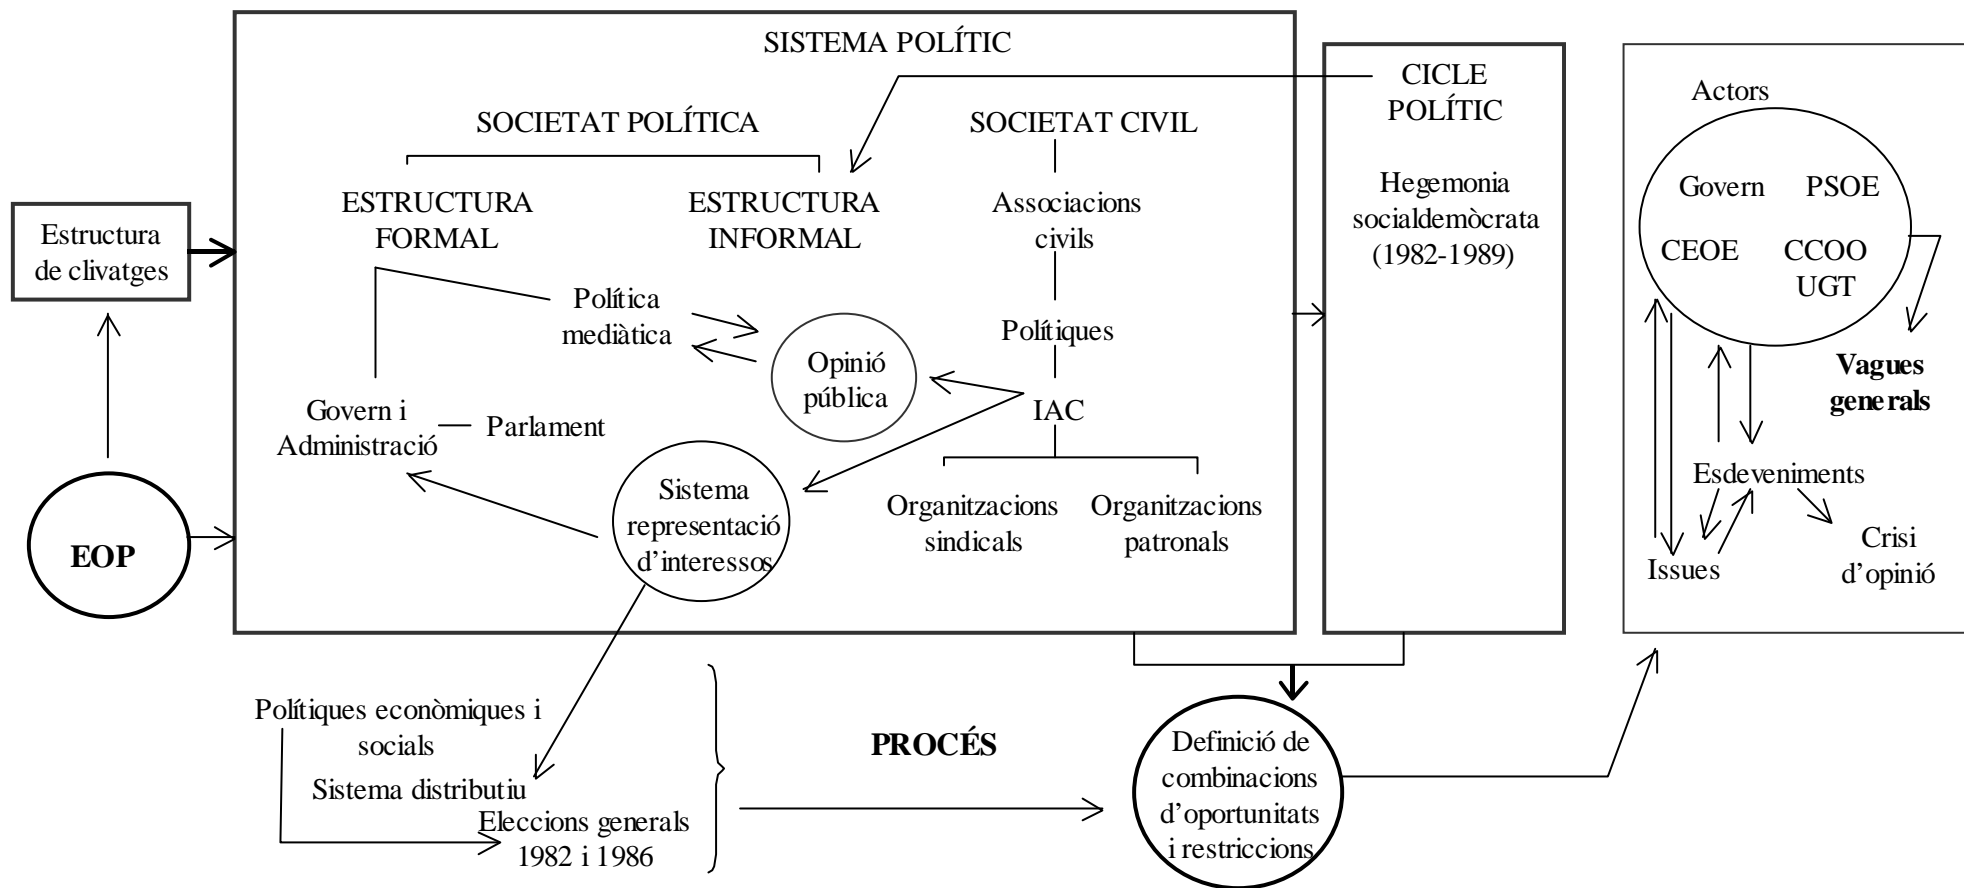 SISTEMA POLÍTIC
SOCIETAT POLÍTICA
SOCIETAT CIVIL
ESTRUCTURA
FORMAL
ESTRUCTURA
INFORMAL
Associacions
civils
Estructura
de clivatges
Política
mediàtica
Opinió
pública
Polítiques
IAC
Govern i
Administració
Parlament
Sistema
representació
d’interessos
Organitzacions
sindicals
Organitzacions
patronals
EOP
CICLE
POLÍTIC
Hegemonia
socialdemòcrata
(1982-1989)
Actors
Govern
PSOE
CEOE
CCOO
UGT
Vagues
generals
Esdeveniments
Issues
Crisi
d’opinió
Polítiques econòmiques i
socials
Sistema distributiu
Eleccions generals
1982 i 1986
PROCÉS
Definició de
combinacions
d’oportunitats
i restriccions